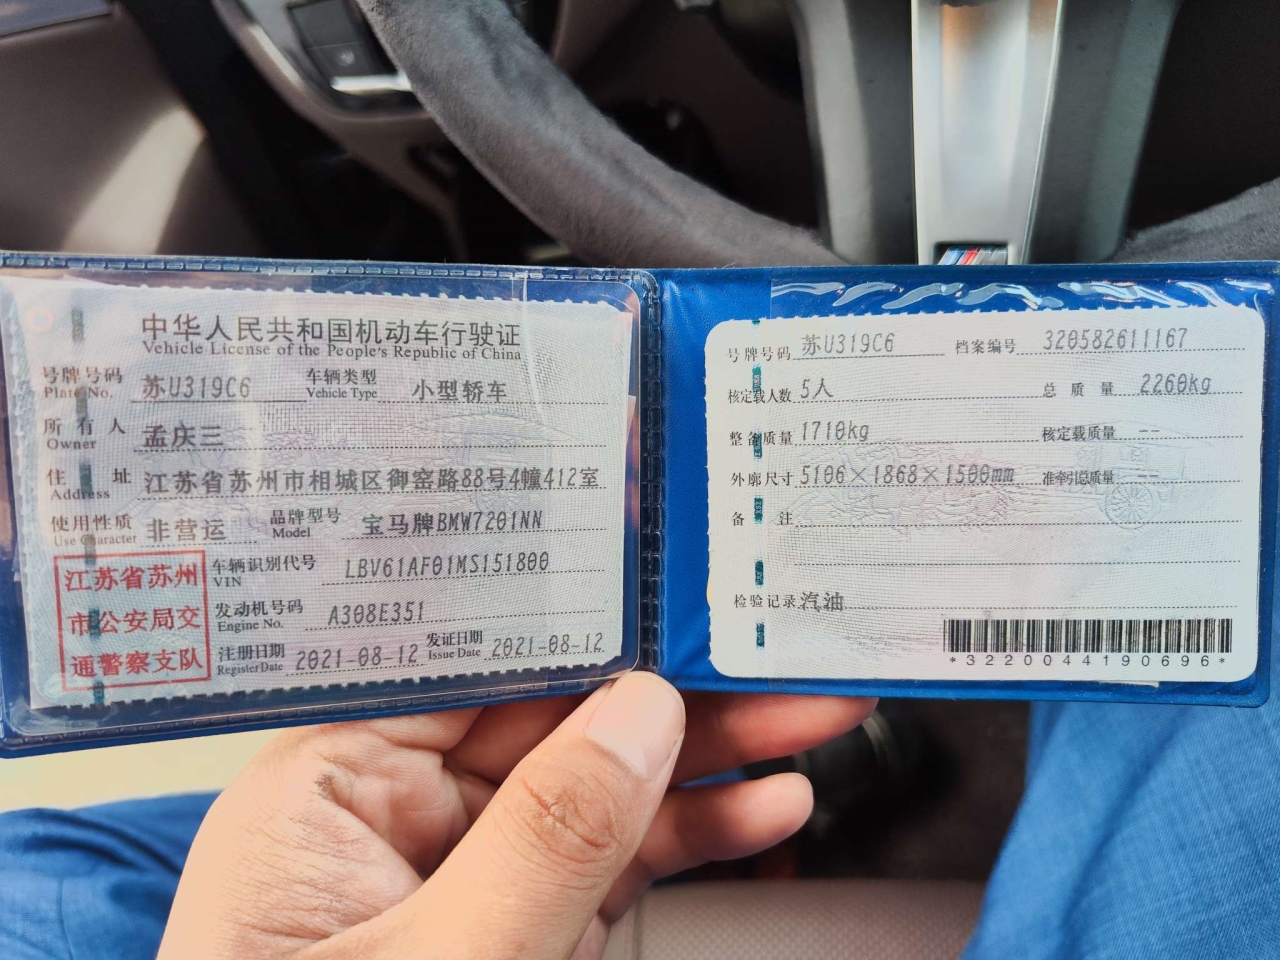 中华人民共和国机动车行驶证
Vehicle License of the People's Republic of China
号牌号码 苏U319C6 车辆类型 小型轿车
Plate No. Vehicle Type
所有人 孟庆三
Owner
住址 江苏省苏州市相城区御窑路88号4幢412室
Address
使用性质 非营运 品牌型号 宝马牌BMW7201NN
Use Character Model
江苏省苏州
市公安局交
通警察支队
车辆识别代号 LBV61AF01MS151800
VIN
发动机号码 A308E351
Engine No.
注册日期 2021-08-12 发证日期 2021-08-12
Register Date Issue Date
号牌号码 苏U319C6 档案编号 320582611167
核定载人数 5人 总质量 2260kg
整备质量 1710kg 核定载质量 --
外廓尺寸 5106×1868×1500mm 准牵引总质量 --
备注
检验记录 汽油
*3220044190696*